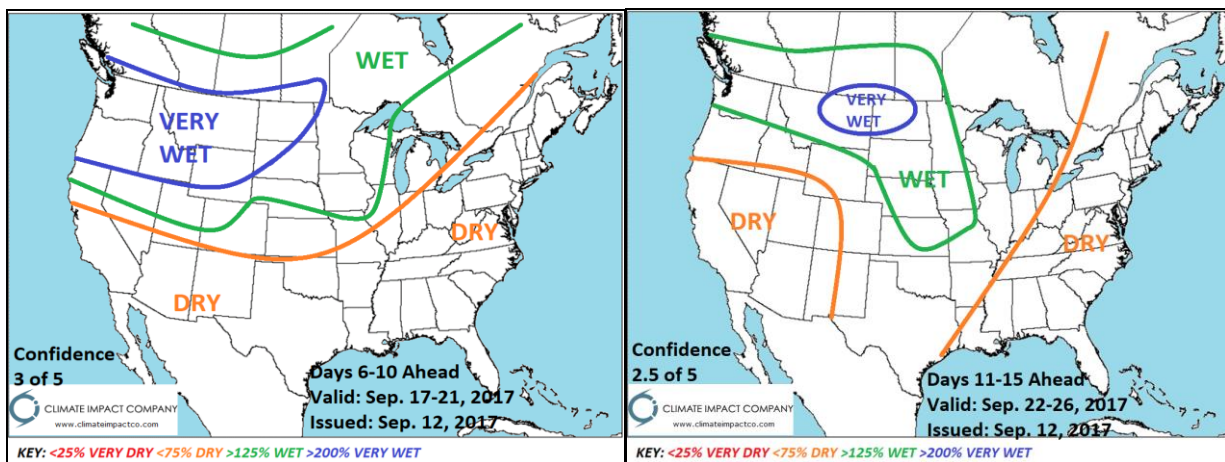 WET
VERY
WET
DRY
DRY
Confidence
3 of 5
Days 6-10 Ahead
Valid: Sep. 17-21, 2017
Issued: Sep. 12, 2017
CLIMATE IMPACT COMPANY
www.climateimpactco.com
KEY: <25% VERY DRY <75% DRY >125% WET >200% VERY WET
VERY
WET
WET
DRY
DRY
Confidence
2.5 of 5
Days 11-15 Ahead
Valid: Sep. 22-26, 2017
Issued: Sep. 12, 2017
CLIMATE IMPACT COMPANY
www.climateimpactco.com
KEY: <25% VERY DRY <75% DRY >125% WET >200% VERY WET